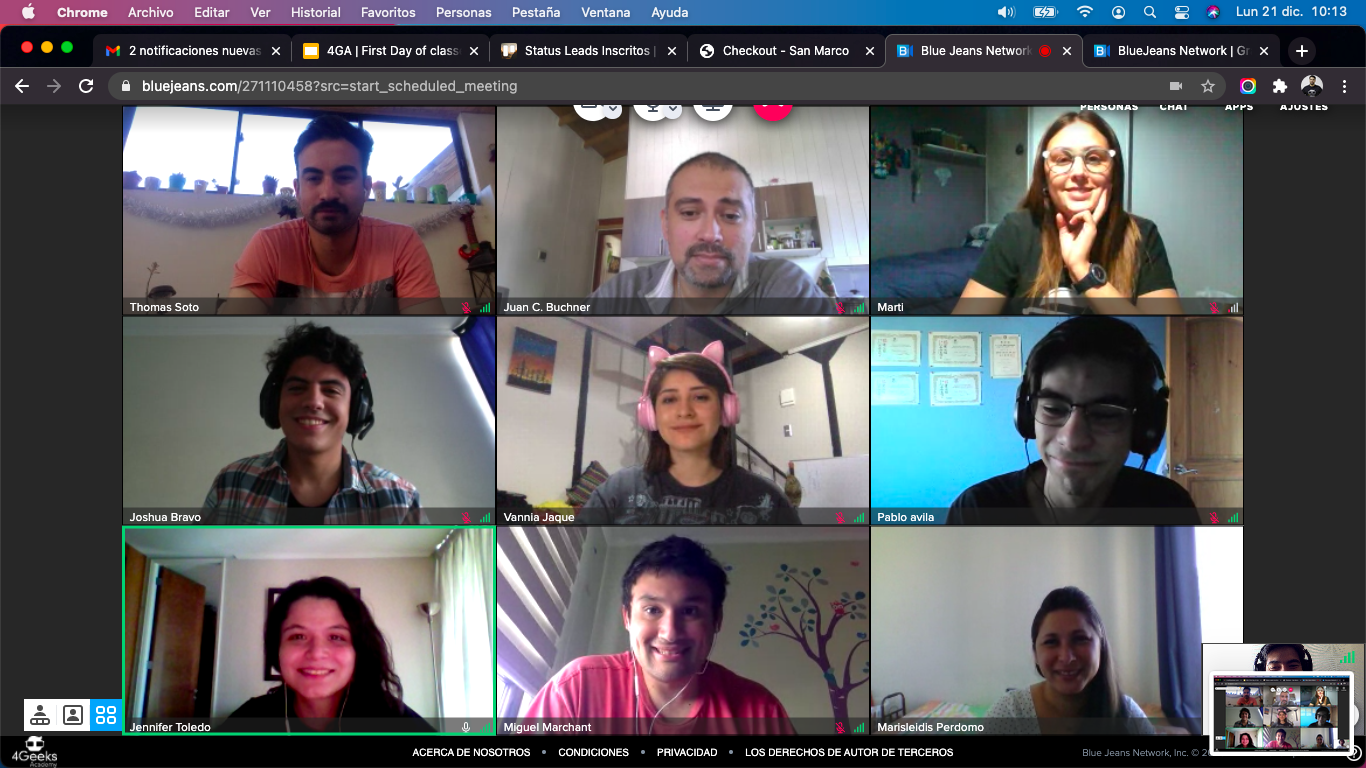 Chrome Archivo Editar Ver Historial Favoritos Personas Pestaña Ventana Ayuda Lun 21 dic. 10:13
2 notificaciones nuevas 4GA | First Day of class Status Leads Inscritos | Checkout - San Marco Blue Jeans Network BlueJeans Network | Gr
bluejeans.com/271110458?src=start_scheduled_meeting
PERSONAS CHAT APPS AJUSTES
Thomas Soto Juan C. Buchner Marti
Joshua Bravo Vannia Jaque Pablo avila
Jennifer Toledo Miguel Marchant Marisleidis Perdomo
4Geeks
Academy
ACERCA DE NOSOTROS • CONDICIONES • PRIVACIDAD • LOS DERECHOS DE AUTOR DE TERCEROS Blue Jeans Network, Inc. ©